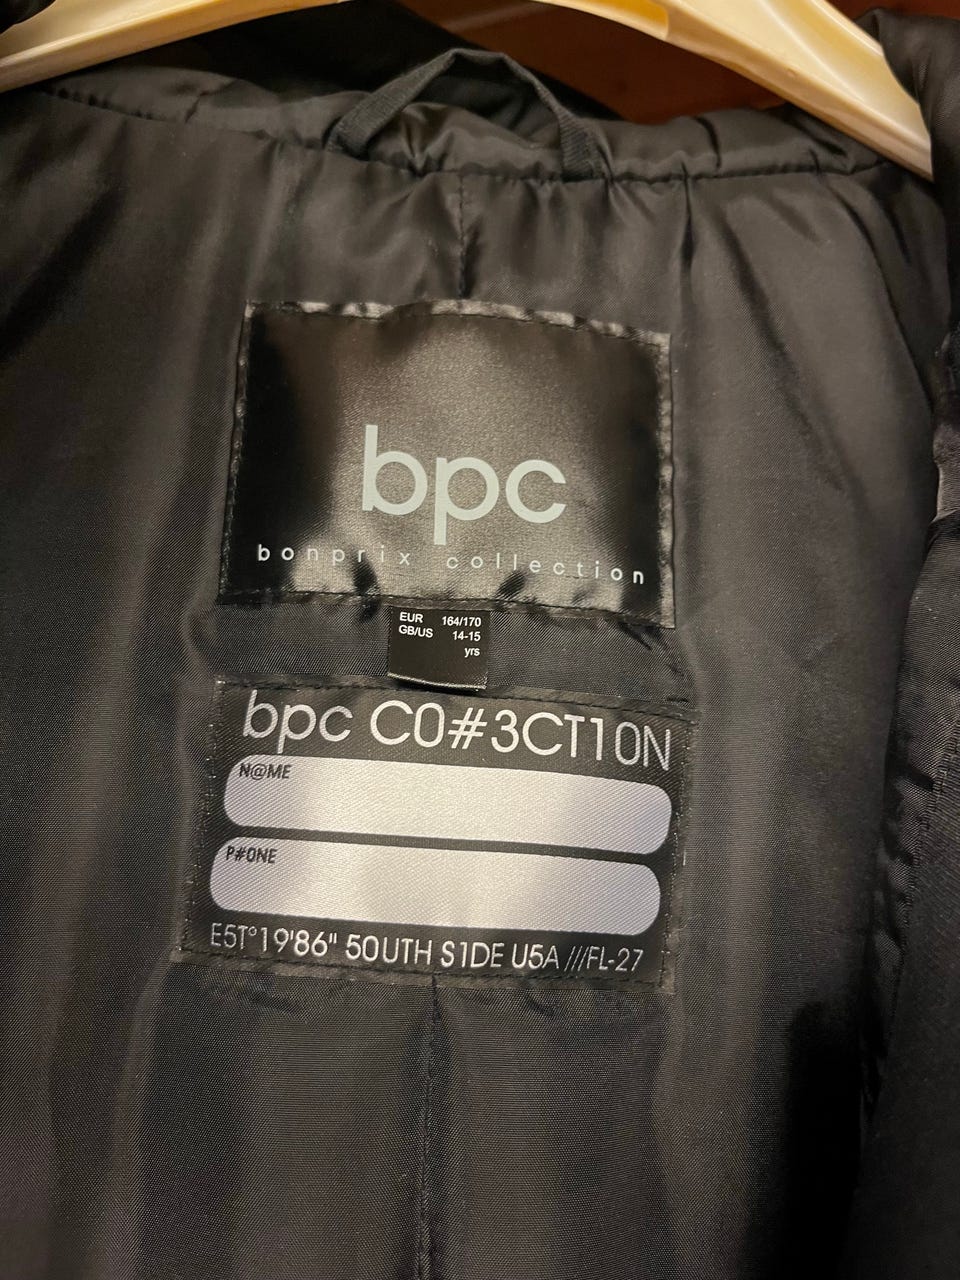 bpc
bonprix collection
EUR 164/170
GB/US 14-15
yrs
bpc C0#3CT10N
N@ME
P#0NE
E5T°19'86" 50UTH S1DE U5A ///FL-27